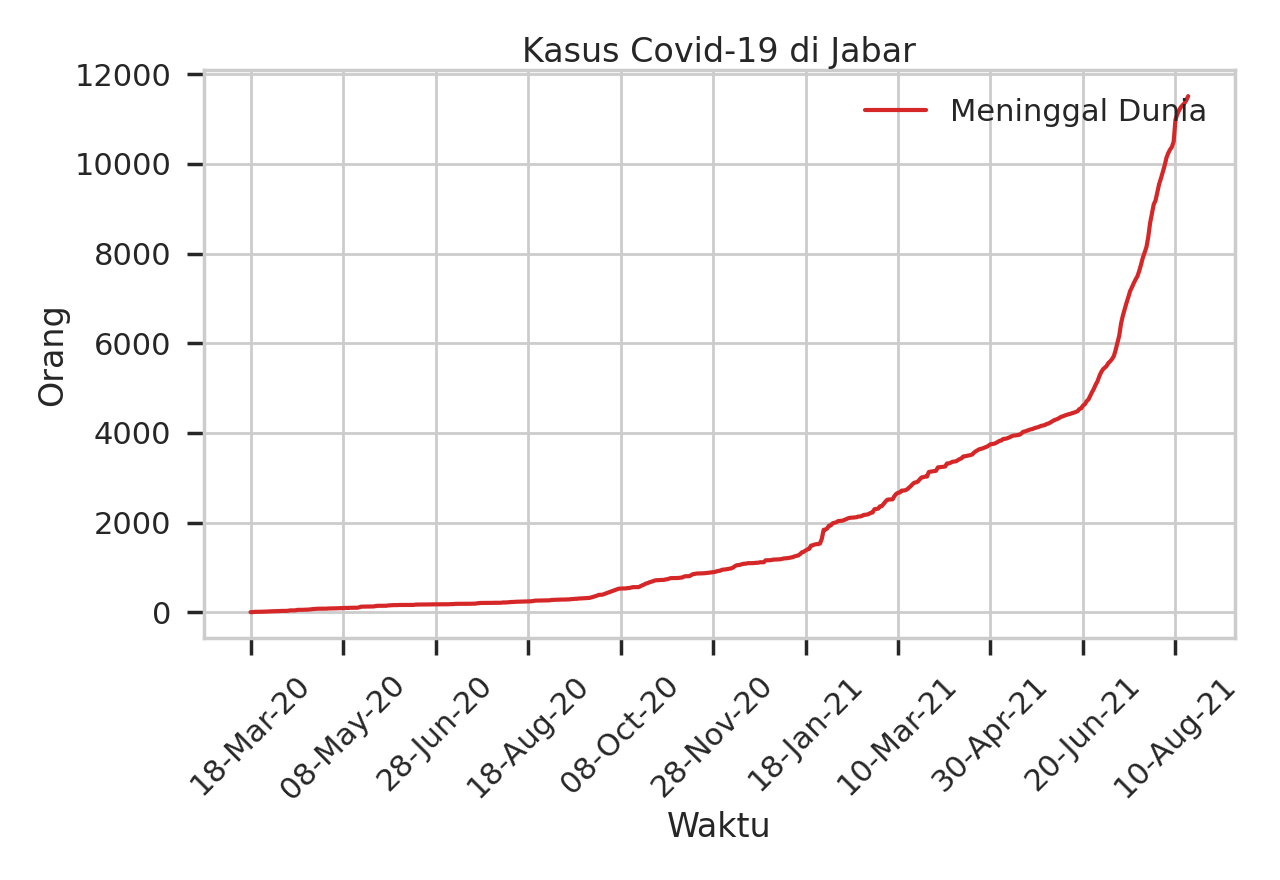 Kasus Covid-19 di Jabar
Meninggal Dunia
12000
10000
8000
6000
4000
2000
0
Orang
18-Mar-20
08-May-20
28-Jun-20
18-Aug-20
08-Oct-20
28-Nov-20
18-Jan-21
10-Mar-21
30-Apr-21
20-Jun-21
10-Aug-21
Waktu